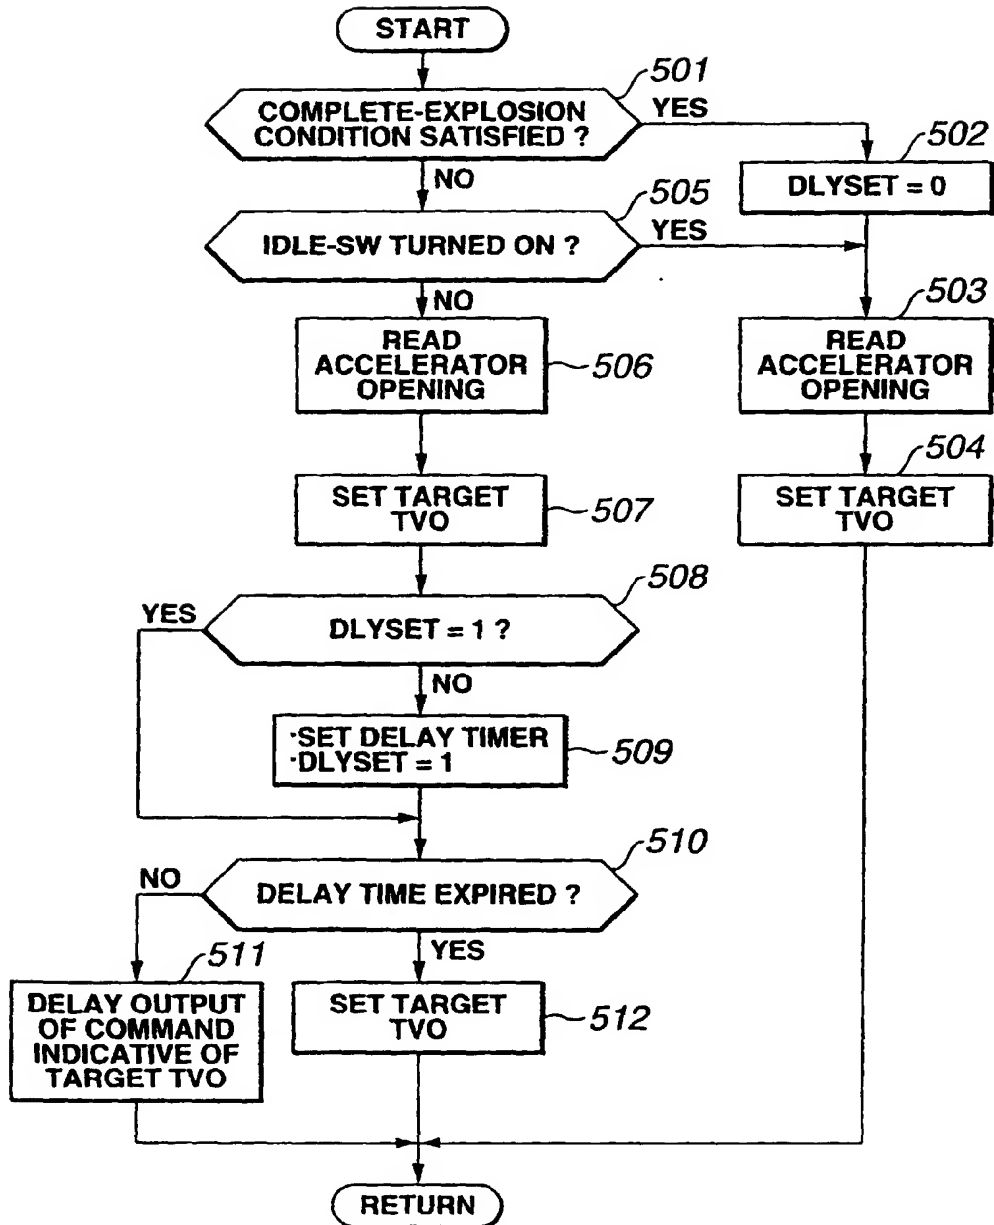 START
501
COMPLETE-EXPLOSION
CONDITION SATISFIED ?
YES
502
DLYSET = 0
NO
505
IDLE-SW TURNED ON ?
YES
NO
503
READ
ACCELERATOR
OPENING
506
READ
ACCELERATOR
OPENING
504
SET TARGET
TVO
507
SET TARGET
TVO
508
YES
DLYSET = 1 ?
NO
·SET DELAY TIMER
·DLYSET = 1
509
510
NO
DELAY TIME EXPIRED ?
YES
511
DELAY OUTPUT
OF COMMAND
INDICATIVE OF
TARGET TVO
SET TARGET
TVO
512
RETURN